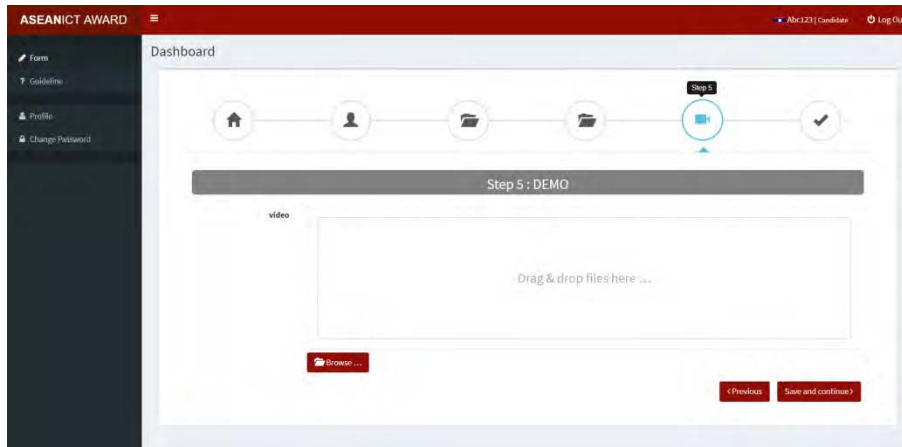 ASEANICT AWARD
Abc123 | Candidate
Log Ou
Form
Guideline
Profile
Change Password
Dashboard
Step 5
Step 5 : DEMO
video
Drag & drop files here …
Browse …
Previous
Save and continue